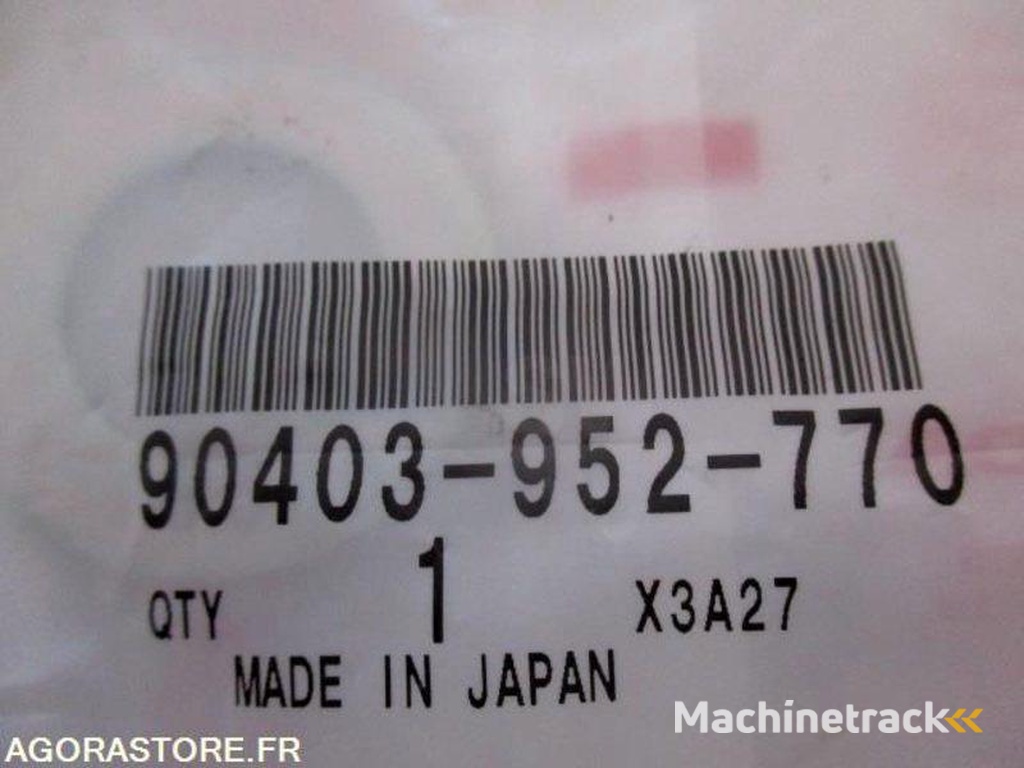 90403-952-770
QTY 1 X3A27
MADE IN JAPAN
Machinetrack
AGORASTORE.FR